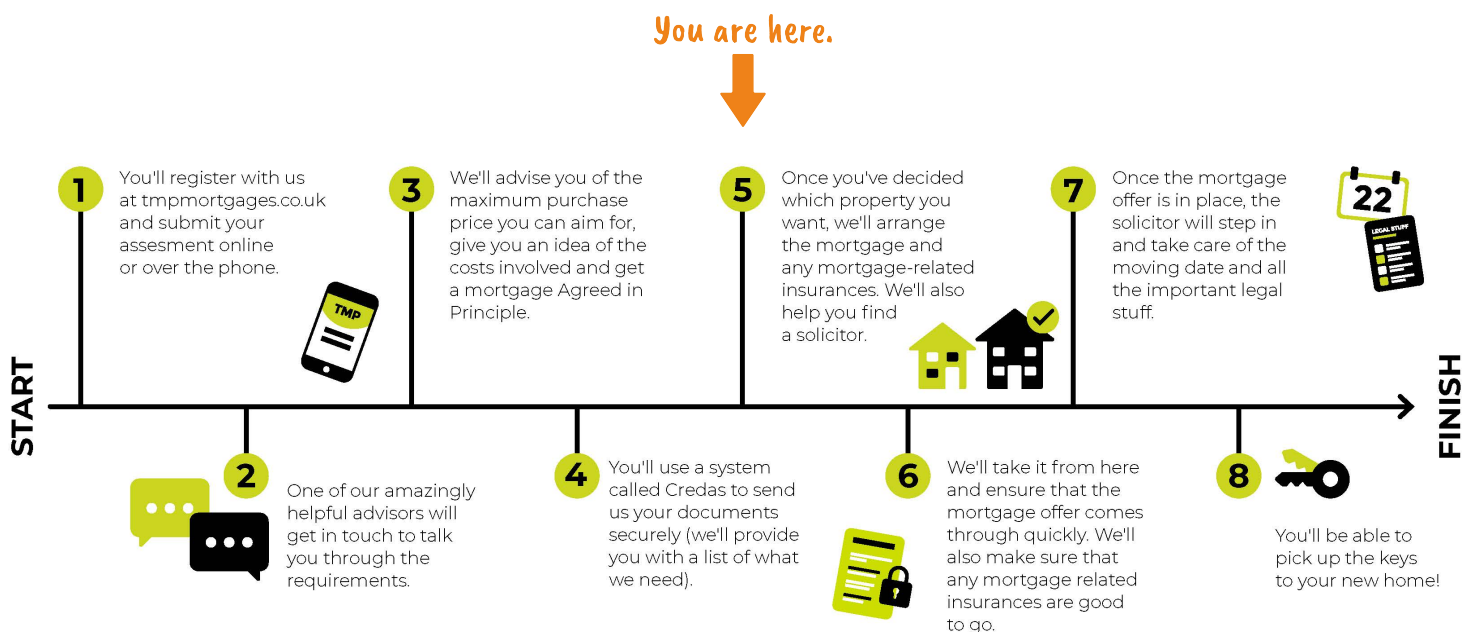 You are here.
START
1
You'll register with us
at tmpmortgages.co.uk
and submit your
assesment online
or over the phone.
TMP
2
One of our amazingly
helpful advisors will
get in touch to talk
you through the
requirements.
3
We'll advise you of the
maximum purchase
price you can aim for,
give you an idea of the
costs involved and get
a mortgage Agreed in
Principle.
4
You'll use a system
called Credas to send
us your documents
securely (we'll provide
you with a list of what
we need).
5
Once you've decided
which property you
want, we'll arrange
the mortgage and
any mortgage-related
insurances. We'll also
help you find
a solicitor.
6
We'll take it from here
and ensure that the
mortgage offer comes
through quickly. We'll
also make sure that
any mortgage related
insurances are good
to go.
7
Once the mortgage
offer is in place, the
solicitor will step in
and take care of the
moving date and all
the important legal
stuff.
22
LEGAL STUFF
8
You'll be able to
pick up the keys
to your new home!
FINISH